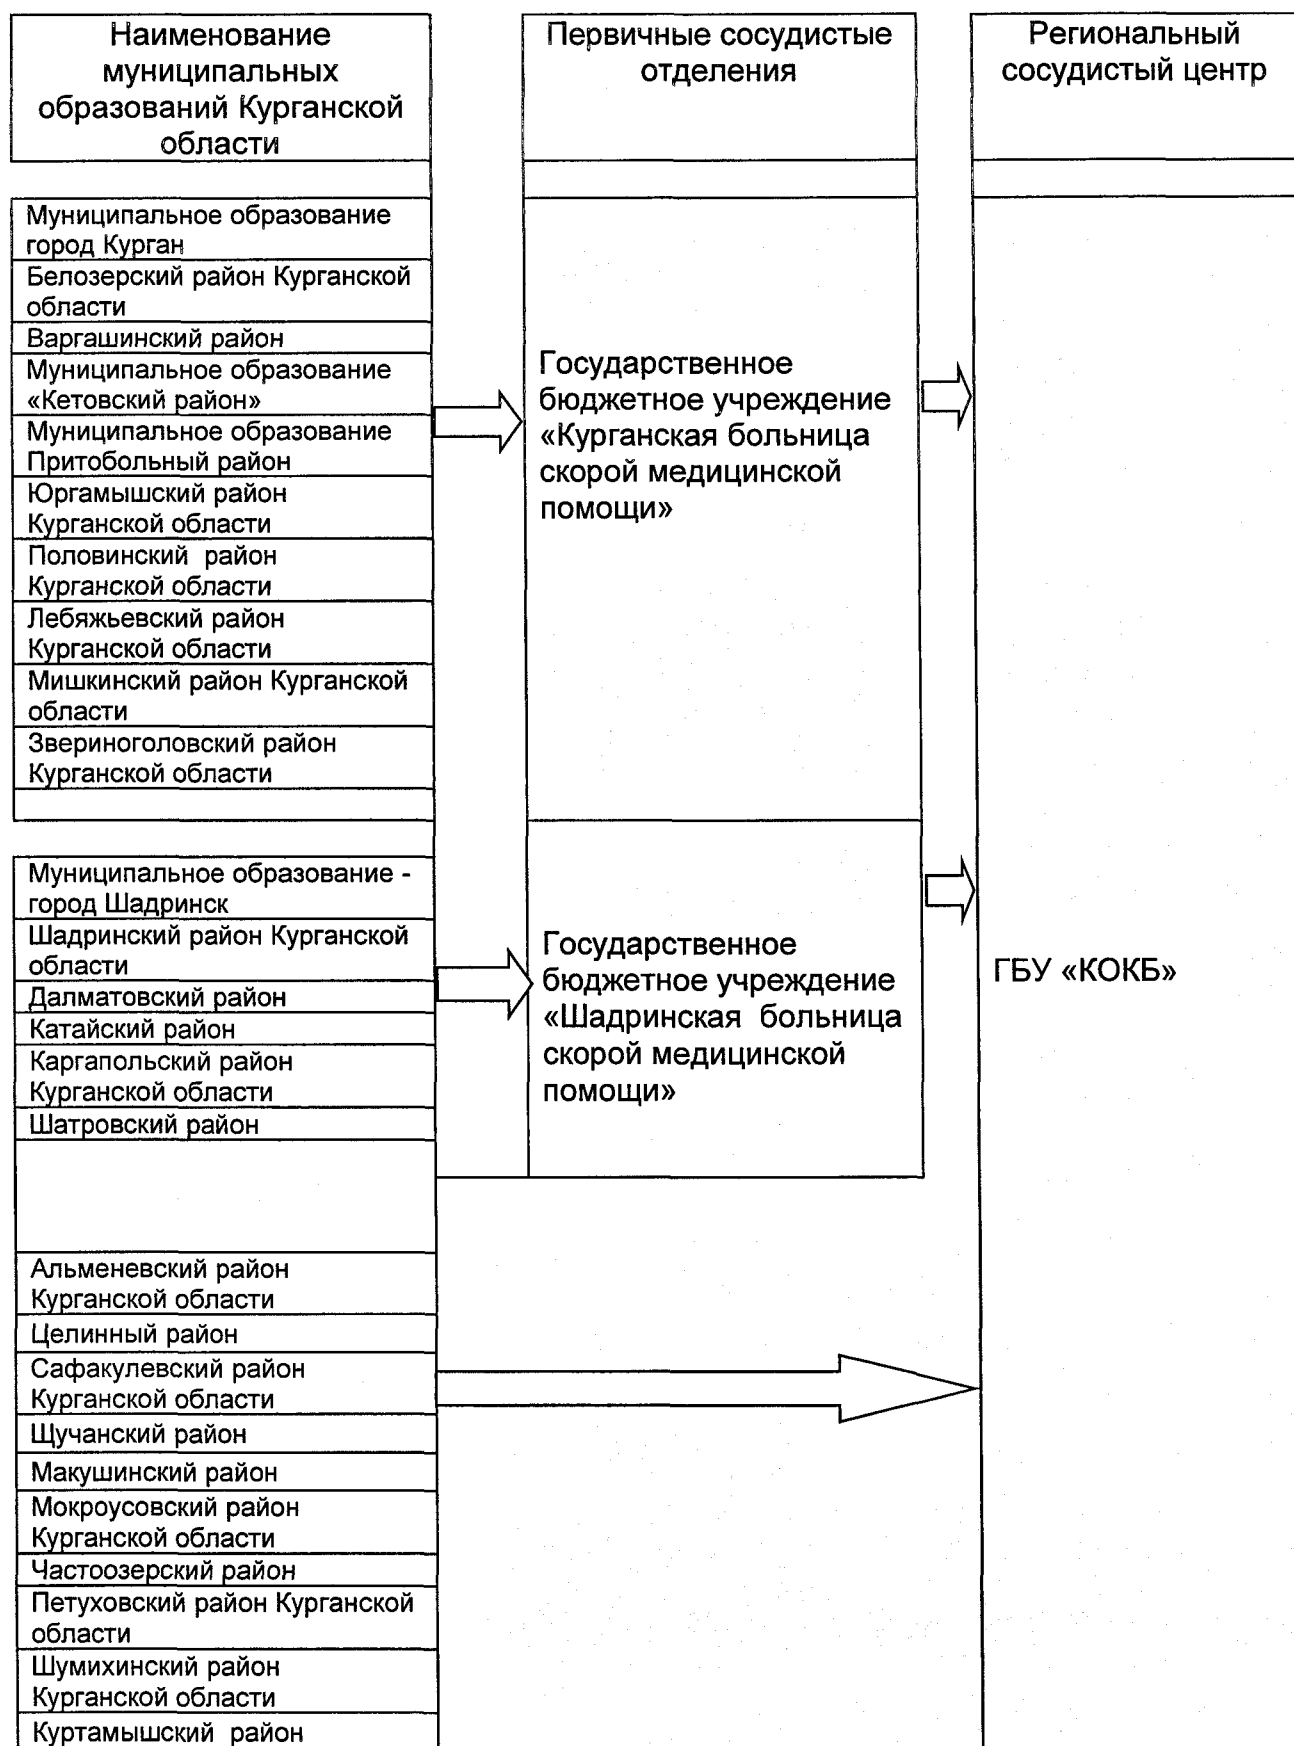 Наименование
муниципальных
образований Курганской
области
Первичные сосудистые
отделения
Региональный
сосудистый центр
Муниципальное образование
город Курган
Белозерский район Курганской
области
Варгашинский район
Муниципальное образование
«Кетовский район»
Муниципальное образование
Притобольный район
Юргамышский район
Курганской области
Половинский район
Курганской области
Лебяжьевский район
Курганской области
Мишкинский район Курганской
области
Звериноголовский район
Курганской области
Государственное
бюджетное учреждение
«Курганская больница
скорой медицинской
помощи»
Муниципальное образование -
город Шадринск
Шадринский район Курганской
области
Далматовский район
Катайский район
Каргапольский район
Курганской области
Шатровский район
Государственное
бюджетное учреждение
«Шадринская больница
скорой медицинской
помощи»
ГБУ «КОКБ»
Альменевский район
Курганской области
Целинный район
Сафакулевский район
Курганской области
Щучанский район
Макушинский район
Мокроусовский район
Курганской области
Частоозерский район
Петуховский район Курганской
области
Шумихинский район
Курганской области
Куртамышский район